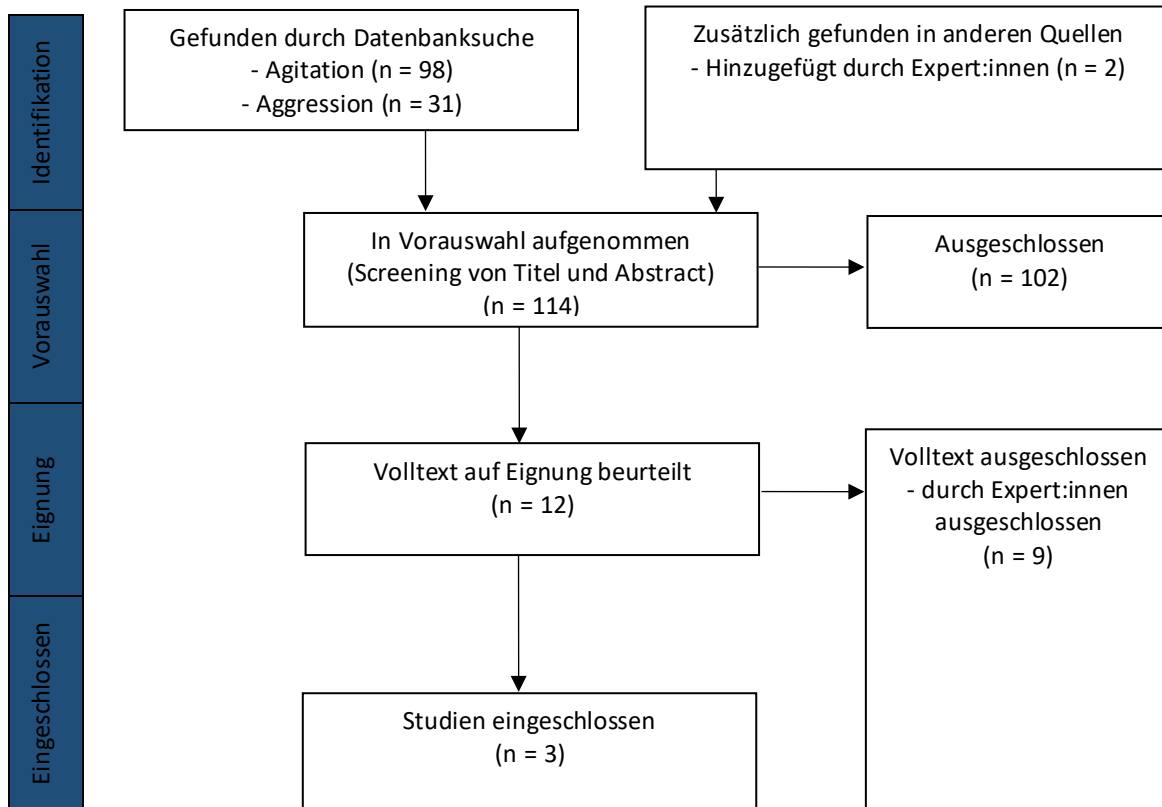 Identifikation
Gefunden durch Datenbanksuche
- Agitation (n = 98)
- Aggression (n = 31)
Zusätzlich gefunden in anderen Quellen
- Hinzugefügt durch Expert:innen (n = 2)
Vorauswahl
In Vorauswahl aufgenommen
(Screening von Titel und Abstract)
(n = 114)
Ausgeschlossen
(n = 102)
Eignung
Volltext auf Eignung beurteilt
(n = 12)
Volltext ausgeschlossen
- durch Expert:innen
ausgeschlossen
(n = 9)
Eingeschlossen
Studien eingeschlossen
(n = 3)